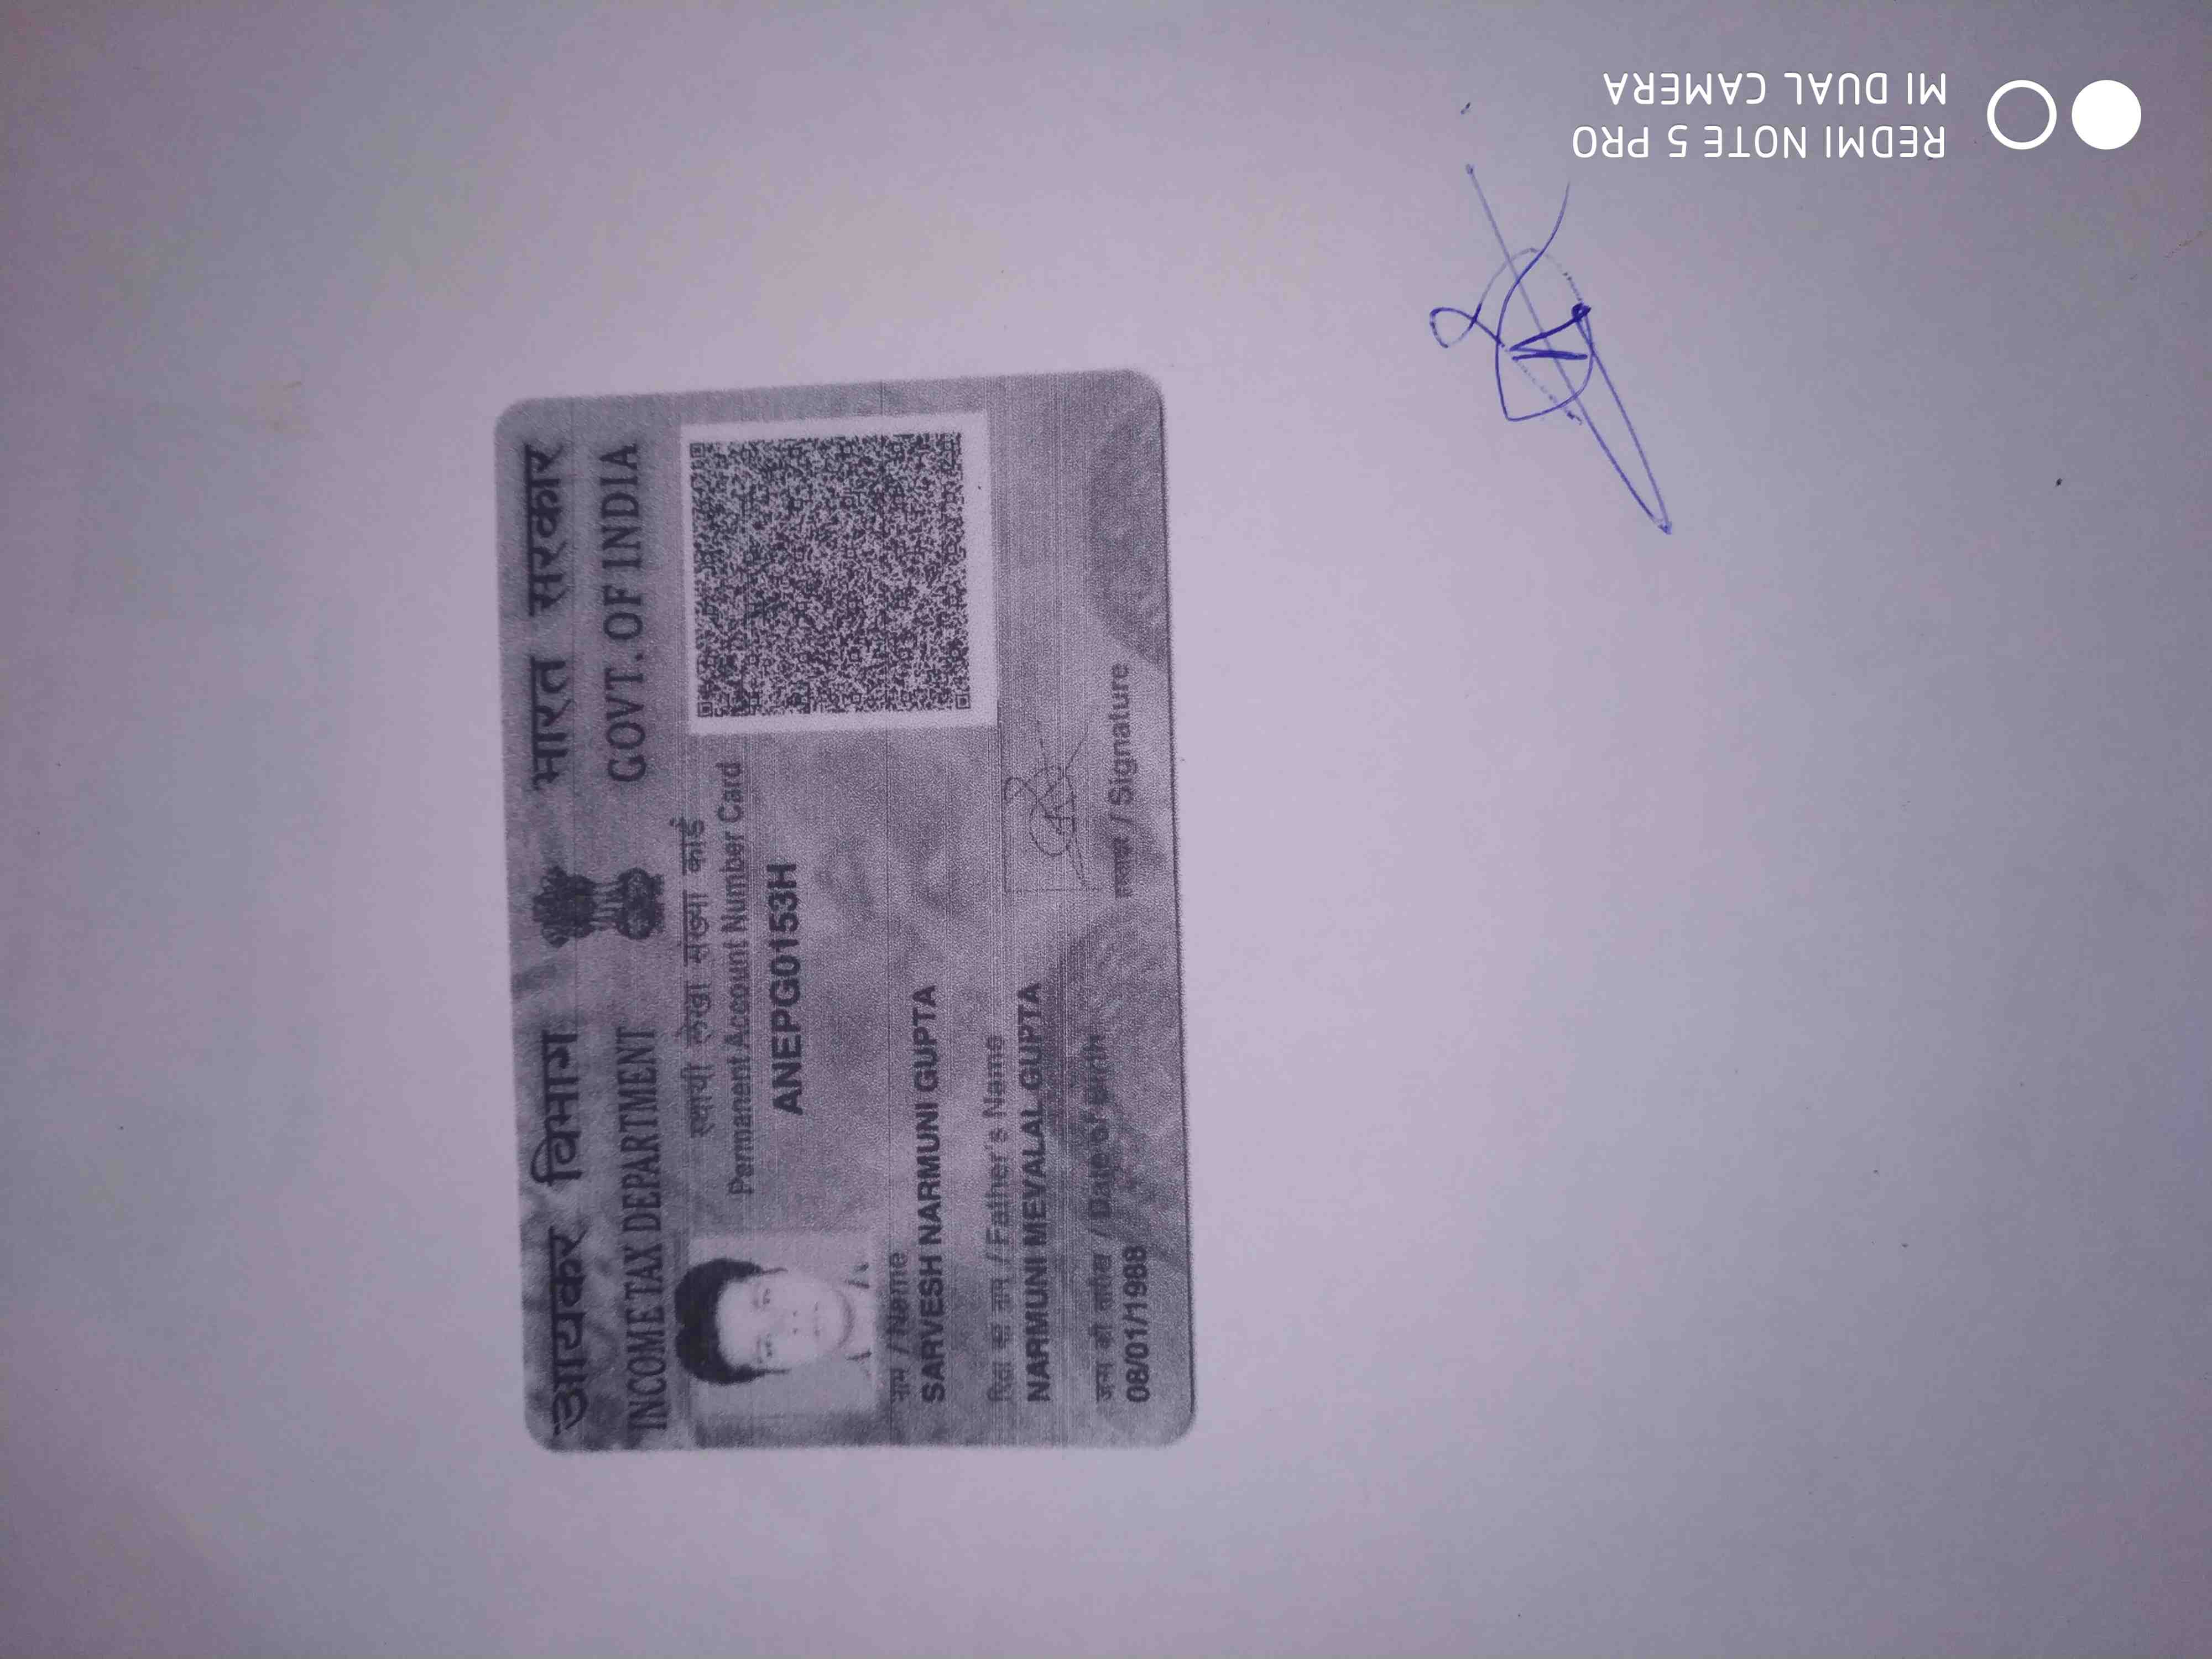 आयकर विभाग
INCOME TAX DEPARTMENT
भारत सरकार
GOVT. OF INDIA
स्थायी लेखा संख्या कार्ड
Permanent Account Number Card
ANEPG0153H
नाम / Name
SARVESH NARMUNI GUPTA
पिता का नाम / Father's Name
NARMUNI MEVALAL GUPTA
जन्म की तारीख / Date of Birth
08/01/1988
हस्ताक्षर / Signature
REDMI NOTE 5 PRO
MI DUAL CAMERA